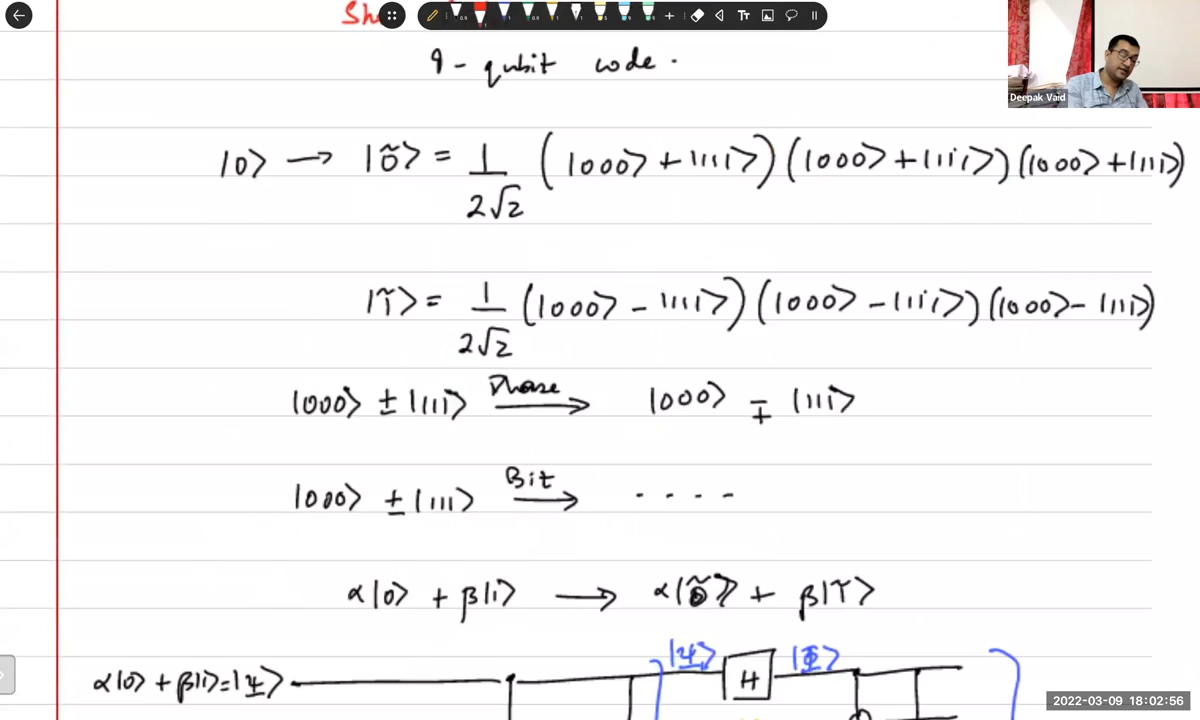 Sh
9 - qubit code.
|0⟩ → |0̃⟩ = 1/2√2 (|000⟩ + |111⟩)(|000⟩ + |111⟩)(|000⟩ + |111⟩)
|1̃⟩ = 1/2√2 (|000⟩ - |111⟩)(|000⟩ - |111⟩)(|000⟩ - |111⟩)
|000⟩ ± |111⟩ Phase → |000⟩ ∓ |111⟩
|000⟩ ± |111⟩ Bit → ....
α|0⟩ + β|1⟩ → α|0̃⟩ + β|1̃⟩
|Ψ⟩ H |Φ⟩
α|0⟩ + β|1⟩ = |Ψ⟩
Deepak Vaid
2022-03-09 18:02:56